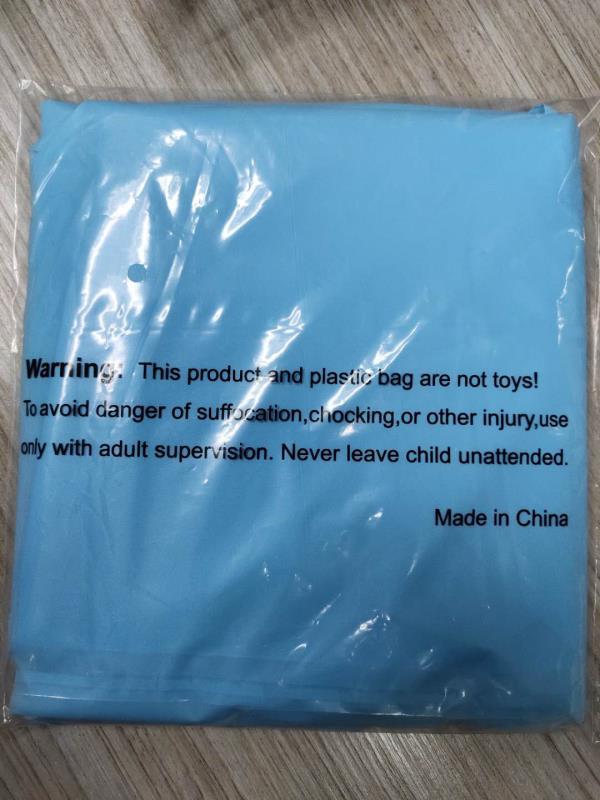 Warning: This product and plastic bag are not toys!
To avoid danger of suffocation,chocking,or other injury,use
only with adult supervision. Never leave child unattended.
Made in China